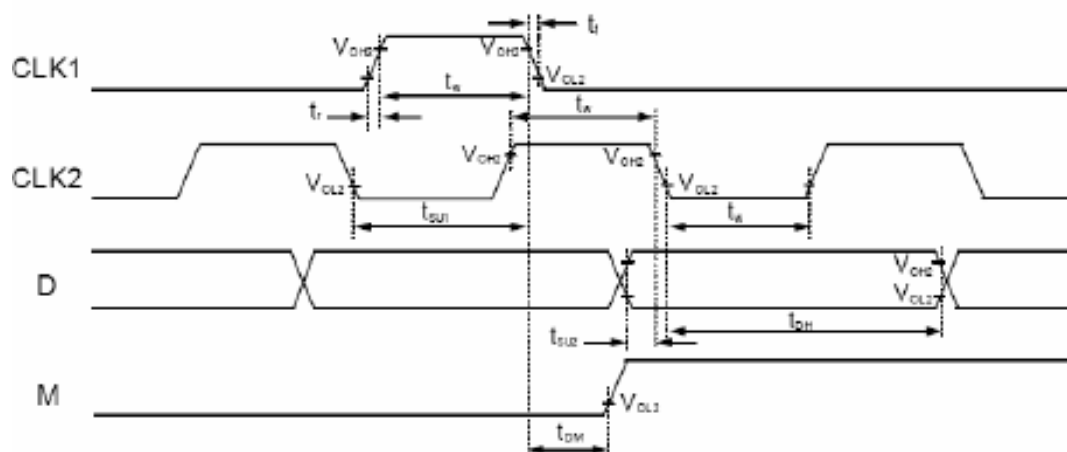 tf
VOH2
VOH2
CLK1
VOL2
tw
tw
tr
VOH2
VOH2
CLK2
VOL2
VOL2
tSU1
tw
VOH2
D
VOL2
tDH
tSU2
M
VOL2
tDM